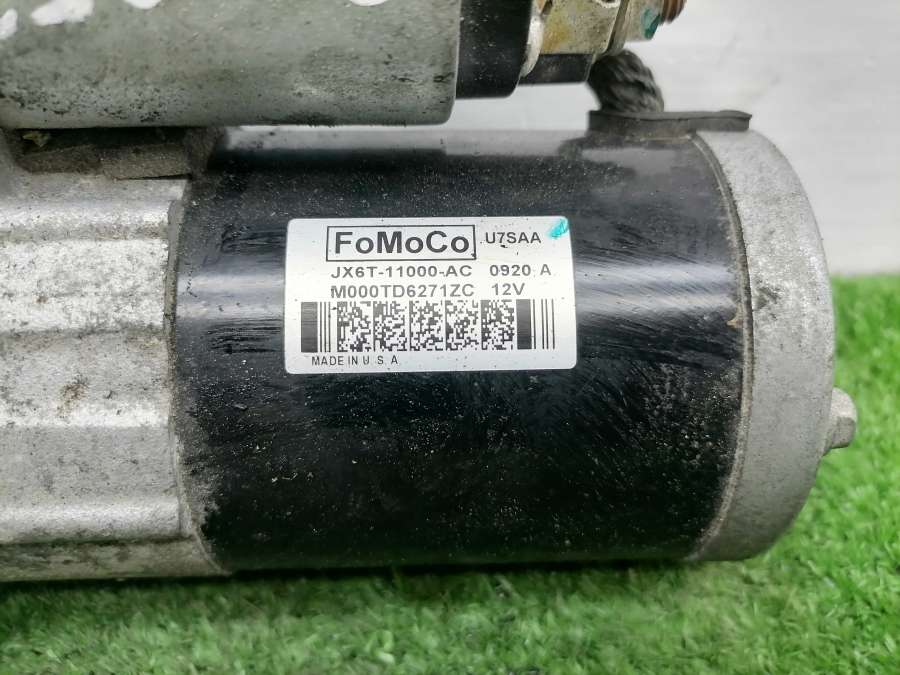 FoMoCo U7SAA
JX6T-11000-AC 0920 A
M000TD6271ZC 12V
MADE IN U. S. A.